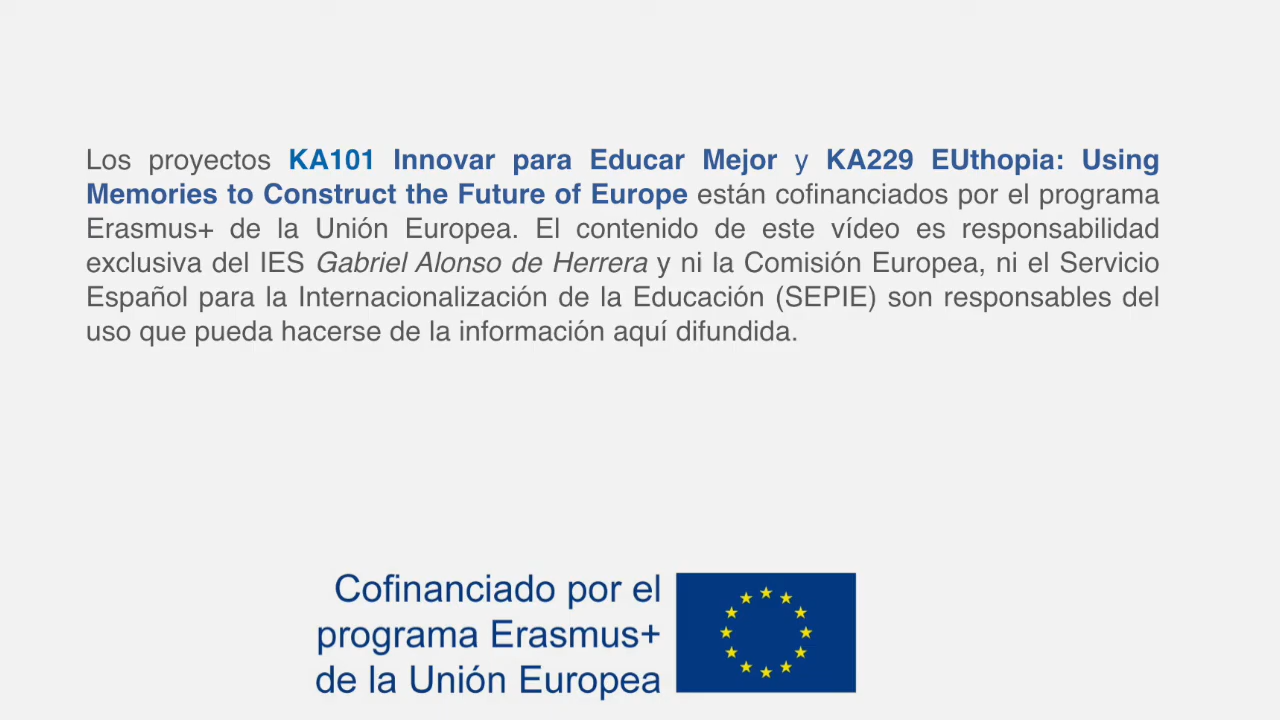 Los proyectos KA101 Innovar para Educar Mejor y KA229 EUthopia: Using
Memories to Construct the Future of Europe están cofinanciados por el programa
Erasmus+ de la Unión Europea. El contenido de este vídeo es responsabilidad
exclusiva del IES Gabriel Alonso de Herrera y ni la Comisión Europea, ni el Servicio
Español para la Internacionalización de la Educación (SEPIE) son responsables del
uso que pueda hacerse de la información aquí difundida.
Cofinanciado por el
programa Erasmus+
de la Unión Europea